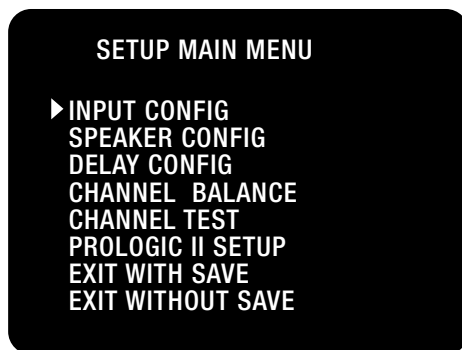 SETUP MAIN MENU
INPUT CONFIG
SPEAKER CONFIG
DELAY CONFIG
CHANNEL BALANCE
CHANNEL TEST
PROLOGIC II SETUP
EXIT WITH SAVE
EXIT WITHOUT SAVE